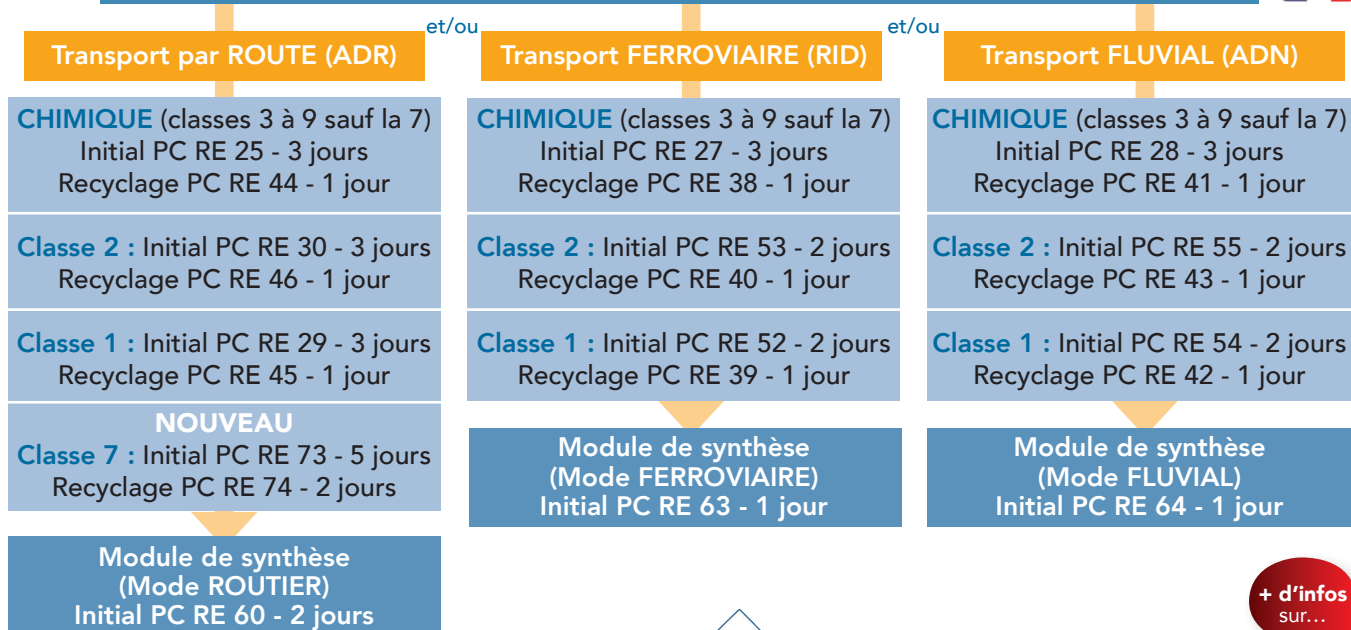 et/ou
et/ou
Transport par ROUTE (ADR)
CHIMIQUE (classes 3 à 9 sauf la 7)
Initial PC RE 25 - 3 jours
Recyclage PC RE 44 - 1 jour
Classe 2 : Initial PC RE 30 - 3 jours
Recyclage PC RE 46 - 1 jour
Classe 1 : Initial PC RE 29 - 3 jours
Recyclage PC RE 45 - 1 jour
NOUVEAU
Classe 7 : Initial PC RE 73 - 5 jours
Recyclage PC RE 74 - 2 jours
Module de synthèse
(Mode ROUTIER)
Initial PC RE 60 - 2 jours
Transport FERROVIAIRE (RID)
CHIMIQUE (classes 3 à 9 sauf la 7)
Initial PC RE 27 - 3 jours
Recyclage PC RE 38 - 1 jour
Classe 2 : Initial PC RE 53 - 2 jours
Recyclage PC RE 40 - 1 jour
Classe 1 : Initial PC RE 52 - 2 jours
Recyclage PC RE 39 - 1 jour
Module de synthèse
(Mode FERROVIAIRE)
Initial PC RE 63 - 1 jour
Transport FLUVIAL (ADN)
CHIMIQUE (classes 3 à 9 sauf la 7)
Initial PC RE 28 - 3 jours
Recyclage PC RE 41 - 1 jour
Classe 2 : Initial PC RE 55 - 2 jours
Recyclage PC RE 43 - 1 jour
Classe 1 : Initial PC RE 54 - 2 jours
Recyclage PC RE 42 - 1 jour
Module de synthèse
(Mode FLUVIAL)
Initial PC RE 64 - 1 jour
+ d'infos
sur...